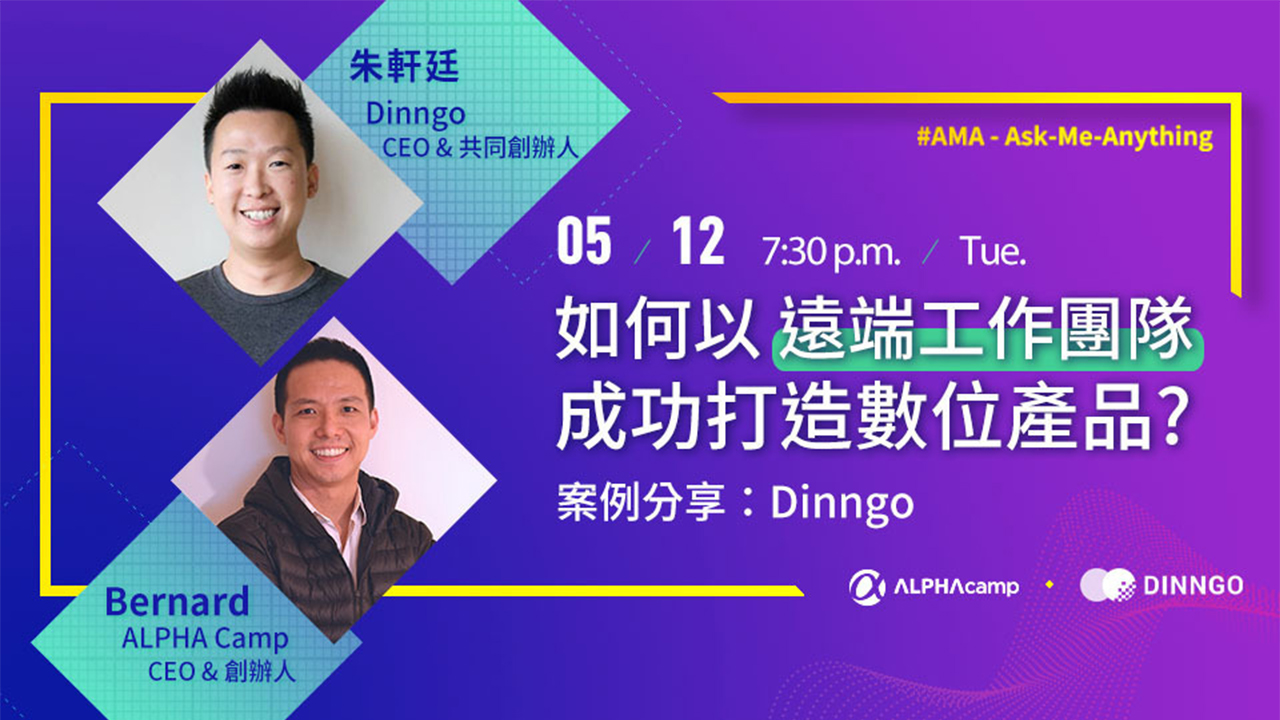 朱軒廷
Dinngo
CEO & 共同創辦人
#AMA - Ask-Me-Anything
05 / 12 7:30 p.m. / Tue.
如何以 遠端工作團隊
成功打造數位產品?
案例分享：Dinngo
Bernard
ALPHA Camp
CEO & 創辦人
ALPHAcamp • DINNGO